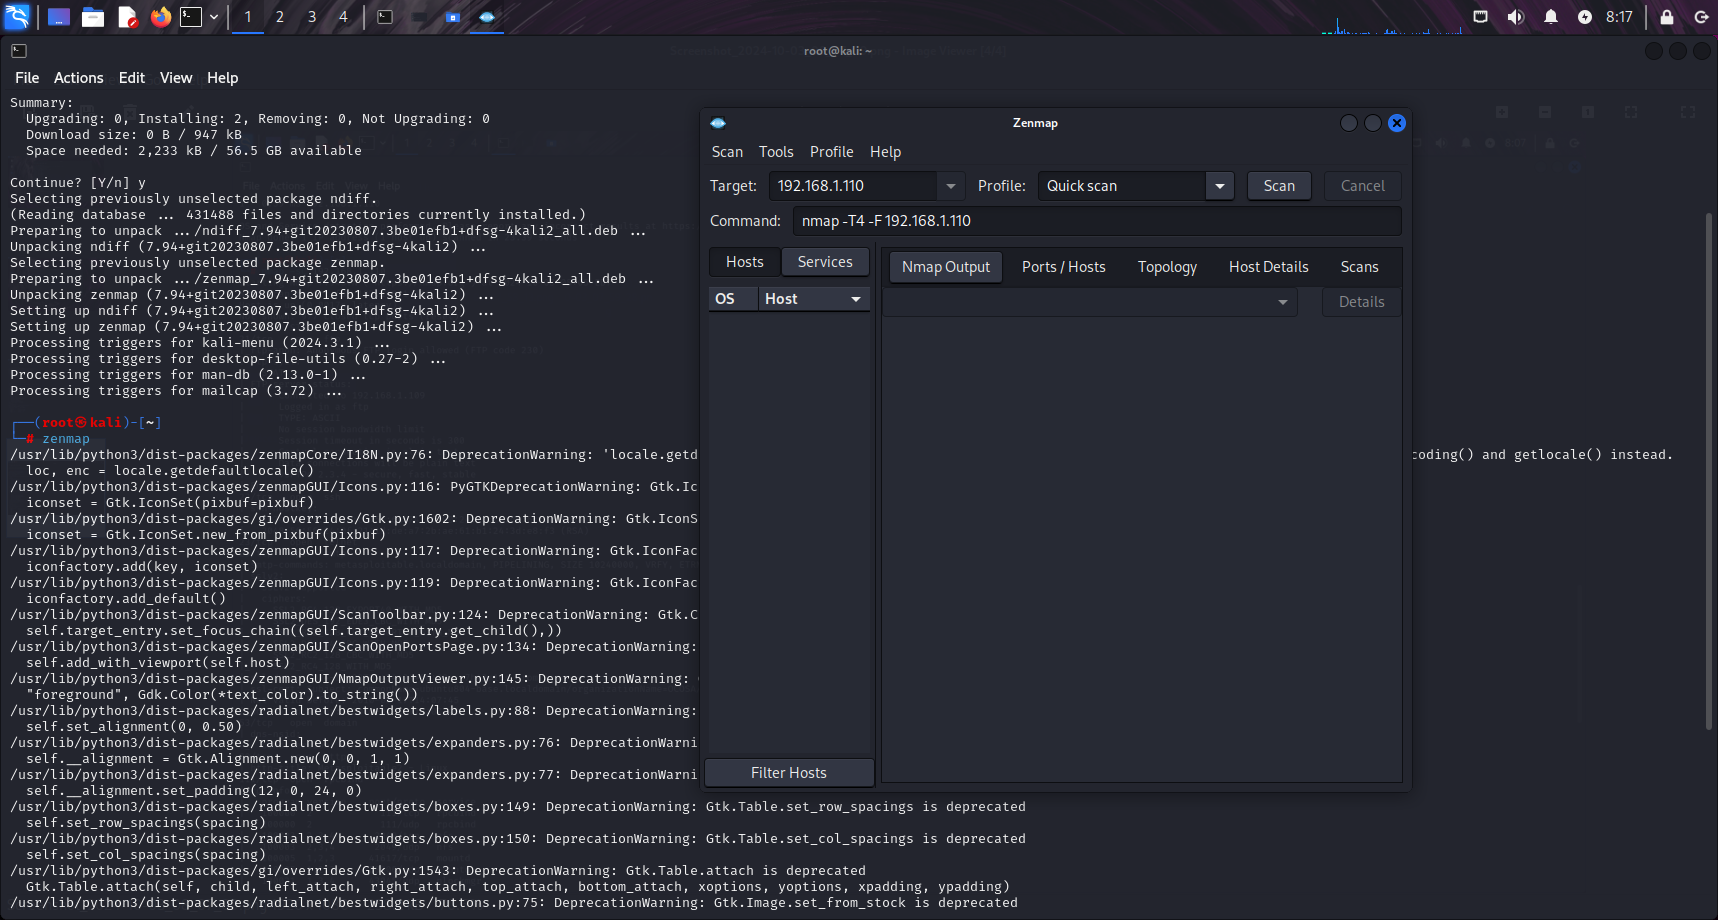 1 2 3 4
8:17
root@kali: ~
File Actions Edit View Help
Summary:
Upgrading: 0, Installing: 2, Removing: 0, Not Upgrading: 0
Download size: 0 B / 947 kB
Space needed: 2,233 kB / 56.5 GB available
Continue? [Y/n] y
Selecting previously unselected package ndiff.
(Reading database ... 431488 files and directories currently installed.)
Preparing to unpack .../ndiff_7.94+git20230807.3be01efb1+dfsg-4kali2_all.deb ...
Unpacking ndiff (7.94+git20230807.3be01efb1+dfsg-4kali2) ...
Selecting previously unselected package zenmap.
Preparing to unpack .../zenmap_7.94+git20230807.3be01efb1+dfsg-4kali2_all.deb ...
Unpacking zenmap (7.94+git20230807.3be01efb1+dfsg-4kali2) ...
Setting up ndiff (7.94+git20230807.3be01efb1+dfsg-4kali2) ...
Setting up zenmap (7.94+git20230807.3be01efb1+dfsg-4kali2) ...
Processing triggers for kali-menu (2024.3.1) ...
Processing triggers for desktop-file-utils (0.27-2) ...
Processing triggers for man-db (2.13.0-1) ...
Processing triggers for mailcap (3.72) ...
┌──(root㉿kali)-[~]
└─# zenmap
/usr/lib/python3/dist-packages/zenmapCore/I18N.py:76: DeprecationWarning: 'locale.getd coding() and getlocale() instead.
loc, enc = locale.getdefaultlocale()
/usr/lib/python3/dist-packages/zenmapGUI/Icons.py:116: PyGTKDeprecationWarning: Gtk.Ic
iconset = Gtk.IconSet(pixbuf=pixbuf)
/usr/lib/python3/dist-packages/gi/overrides/Gtk.py:1602: DeprecationWarning: Gtk.IconS
iconset = Gtk.IconSet.new_from_pixbuf(pixbuf)
/usr/lib/python3/dist-packages/zenmapGUI/Icons.py:117: DeprecationWarning: Gtk.IconFac
iconfactory.add(key, iconset)
/usr/lib/python3/dist-packages/zenmapGUI/Icons.py:119: DeprecationWarning: Gtk.IconFac
iconfactory.add_default()
/usr/lib/python3/dist-packages/zenmapGUI/ScanToolbar.py:124: DeprecationWarning: Gtk.C
self.target_entry.set_focus_chain((self.target_entry.get_child(),))
/usr/lib/python3/dist-packages/zenmapGUI/ScanOpenPortsPage.py:134: DeprecationWarning:
self.add_with_viewport(self.host)
/usr/lib/python3/dist-packages/zenmapGUI/NmapOutputViewer.py:145: DeprecationWarning:
"foreground", Gdk.Color(*text_color).to_string())
/usr/lib/python3/dist-packages/radialnet/bestwidgets/labels.py:88: DeprecationWarning:
self.set_alignment(0, 0.50)
/usr/lib/python3/dist-packages/radialnet/bestwidgets/expanders.py:76: DeprecationWarni
self.__alignment = Gtk.Alignment.new(0, 0, 1, 1)
/usr/lib/python3/dist-packages/radialnet/bestwidgets/expanders.py:77: DeprecationWarni
self.__alignment.set_padding(12, 0, 24, 0)
/usr/lib/python3/dist-packages/radialnet/bestwidgets/boxes.py:149: DeprecationWarning: Gtk.Table.set_row_spacings is deprecated
self.set_row_spacings(spacing)
/usr/lib/python3/dist-packages/radialnet/bestwidgets/boxes.py:150: DeprecationWarning: Gtk.Table.set_col_spacings is deprecated
self.set_col_spacings(spacing)
/usr/lib/python3/dist-packages/gi/overrides/Gtk.py:1543: DeprecationWarning: Gtk.Table.attach is deprecated
Gtk.Table.attach(self, child, left_attach, right_attach, top_attach, bottom_attach, xoptions, yoptions, xpadding, ypadding)
/usr/lib/python3/dist-packages/radialnet/bestwidgets/buttons.py:75: DeprecationWarning: Gtk.Image.set_from_stock is deprecated
Zenmap
Scan Tools Profile Help
Target: 192.168.1.110 Profile: Quick scan Scan Cancel
Command: nmap -T4 -F 192.168.1.110
Hosts Services Nmap Output Ports / Hosts Topology Host Details Scans
OS Host Details
Filter Hosts